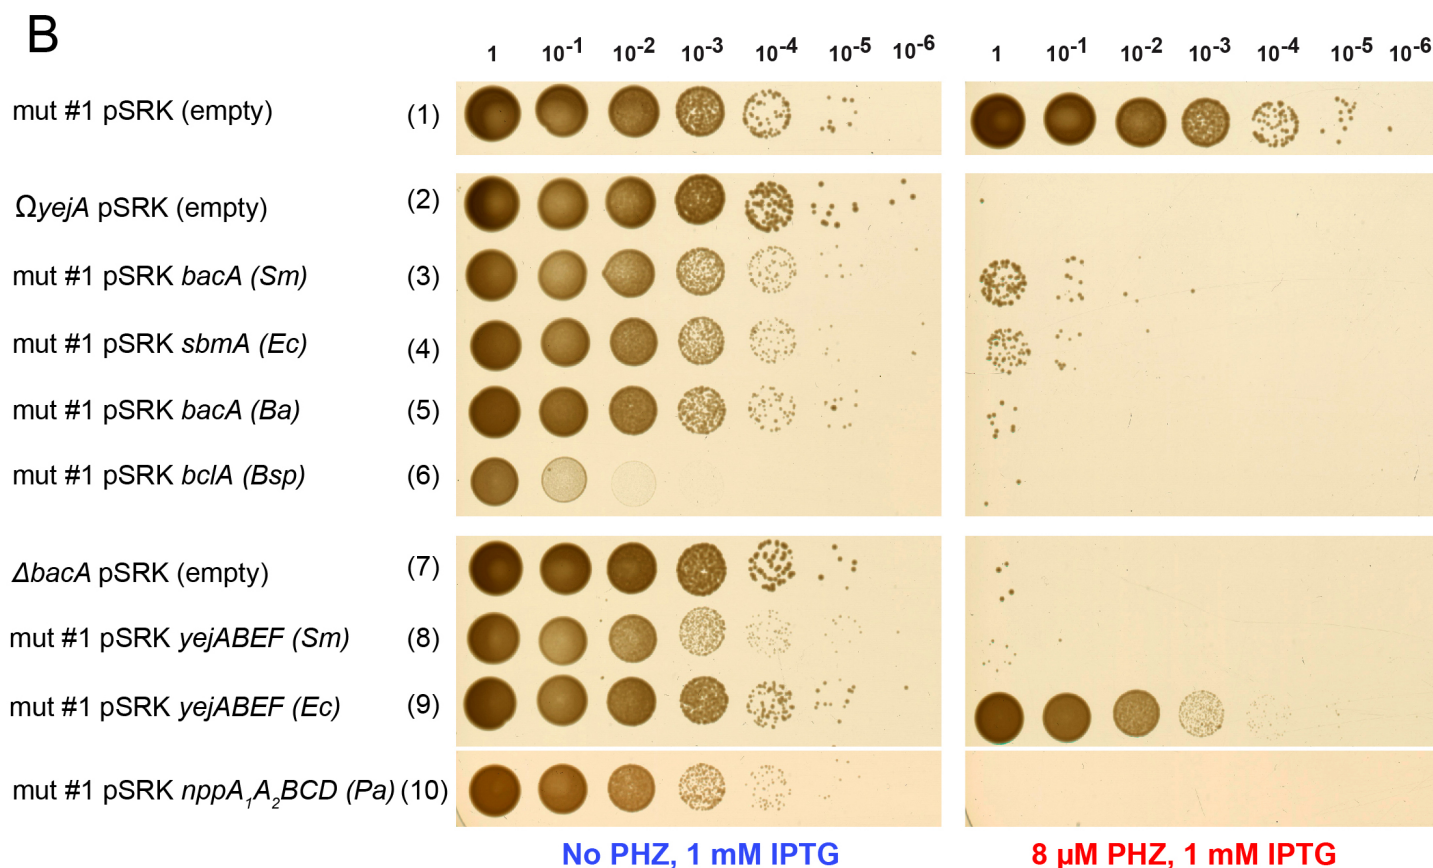 B
1 10⁻¹ 10⁻² 10⁻³ 10⁻⁴ 10⁻⁵ 10⁻⁶ 1 10⁻¹ 10⁻² 10⁻³ 10⁻⁴ 10⁻⁵ 10⁻⁶
mut #1 pSRK (empty) (1)
ΩyejA pSRK (empty) (2)
mut #1 pSRK bacA (Sm) (3)
mut #1 pSRK sbmA (Ec) (4)
mut #1 pSRK bacA (Ba) (5)
mut #1 pSRK bclA (Bsp) (6)
ΔbacA pSRK (empty) (7)
mut #1 pSRK yejABEF (Sm) (8)
mut #1 pSRK yejABEF (Ec) (9)
mut #1 pSRK nppA₁A₂BCD (Pa) (10)
No PHZ, 1 mM IPTG 8 µM PHZ, 1 mM IPTG